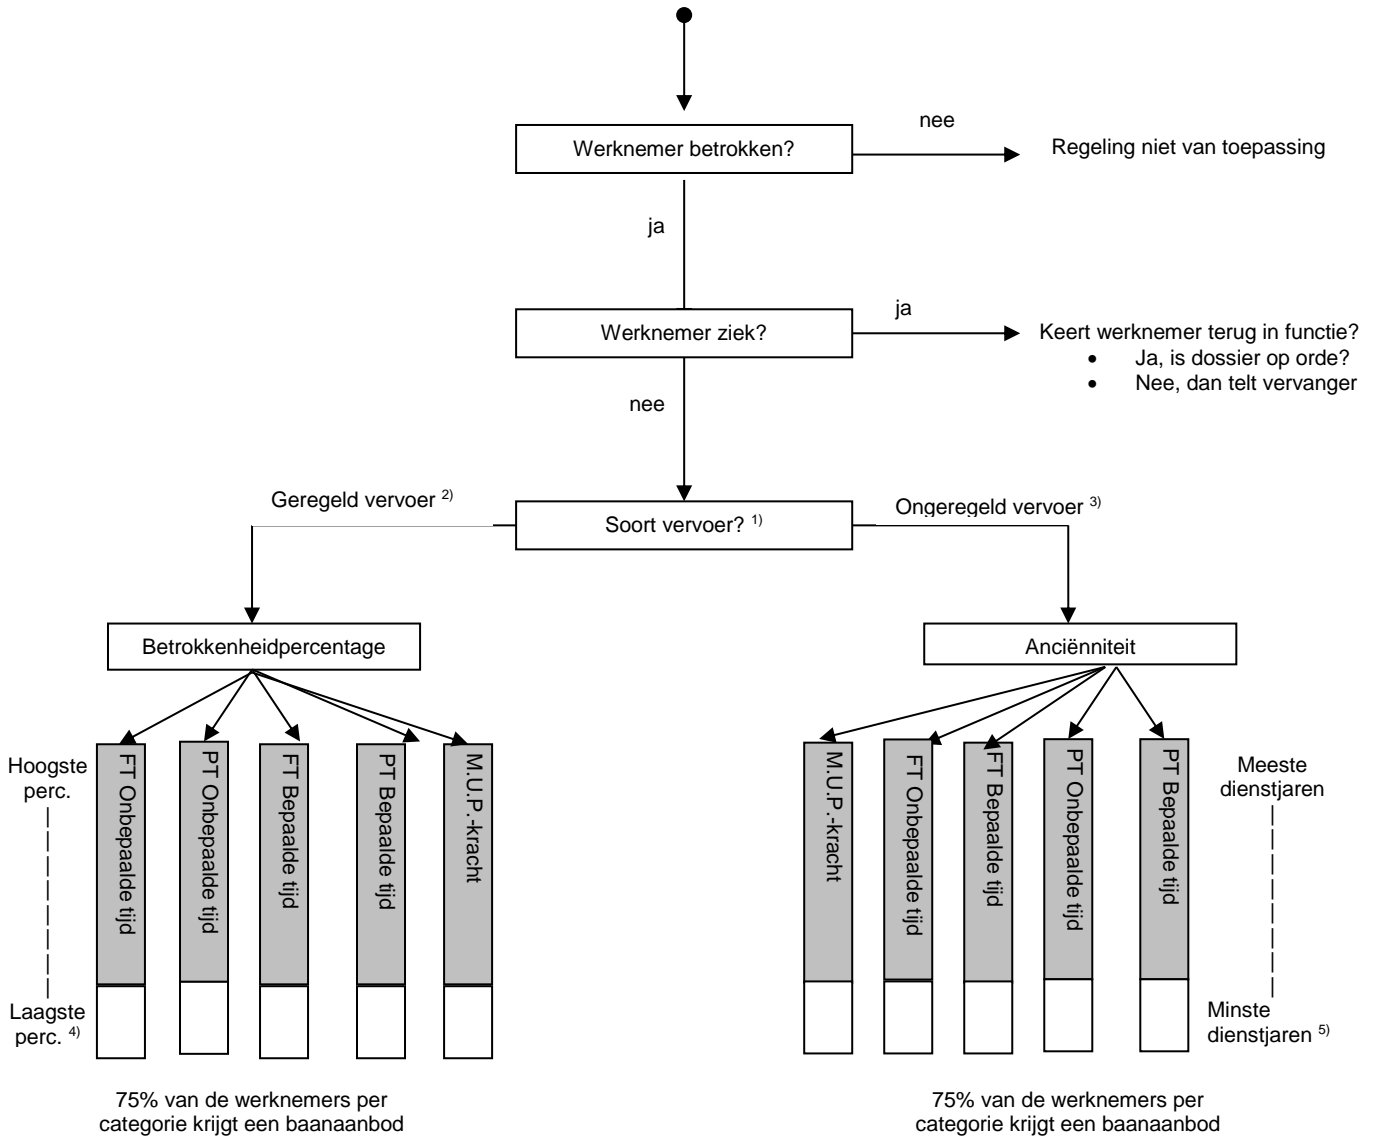 nee
Werknemer betrokken?
Regeling niet van toepassing
ja
ja
Werknemer ziek?
Keert werknemer terug in functie?
• Ja, is dossier op orde?
• Nee, dan telt vervanger
nee
Geregeld vervoer 2)
Soort vervoer? 1)
Ongeregeld vervoer 3)
Betrokkenheidpercentage
Anciënniteit
Hoogste
perc.
FT Onbepaalde tijd
PT Onbepaalde tijd
FT Bepaalde tijd
PT Bepaalde tijd
M.U.P.-kracht
Laagste
perc. 4)
M.U.P.-kracht
FT Onbepaalde tijd
FT Bepaalde tijd
PT Onbepaalde tijd
PT Bepaalde tijd
Meeste
dienstjaren
Minste
dienstjaren 5)
75% van de werknemers per
categorie krijgt een baanaanbod
75% van de werknemers per
categorie krijgt een baanaanbod